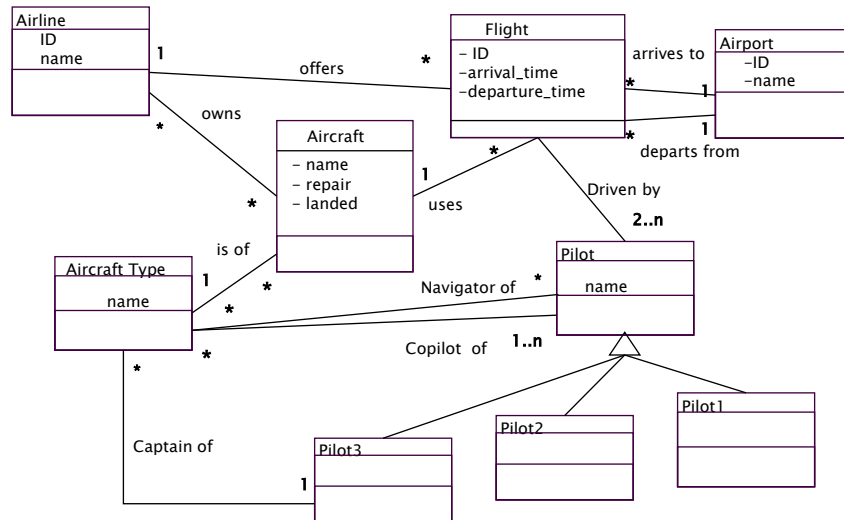 Airline
ID
name
1
offers
*
Flight
- ID
-arrival_time
-departure_time
arrives to
*
1
Airport
-ID
-name
*
1
departs from
owns
*
*
Aircraft
- name
- repair
- landed
1
uses
*
Driven by
2..n
is of
1
*
*
Aircraft Type
name
Navigator of
*
Pilot
name
*
Copilot of
1..n
*
Captain of
1
Pilot3
Pilot2
Pilot1